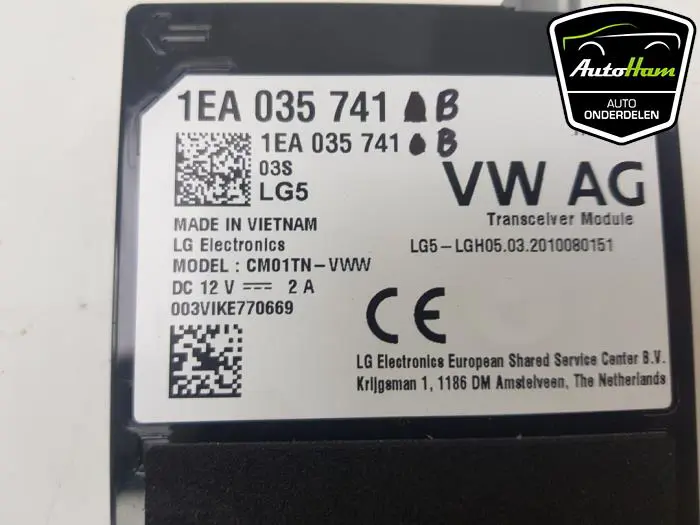 AutoHam
AUTO
ONDERDELEN
1EA 035 741 B
1EA 035 741 B
03S
LG5
VW AG
Transceiver Module
MADE IN VIETNAM
LG Electronics
LG5-LGH05.03.2010080151
MODEL : CM01TN-VWW
DC 12 V ⎓ 2 A
003VIKE770669
CE
LG Electronics European Shared Service Center B.V.
Krijgsman 1, 1186 DM Amstelveen, The Netherlands